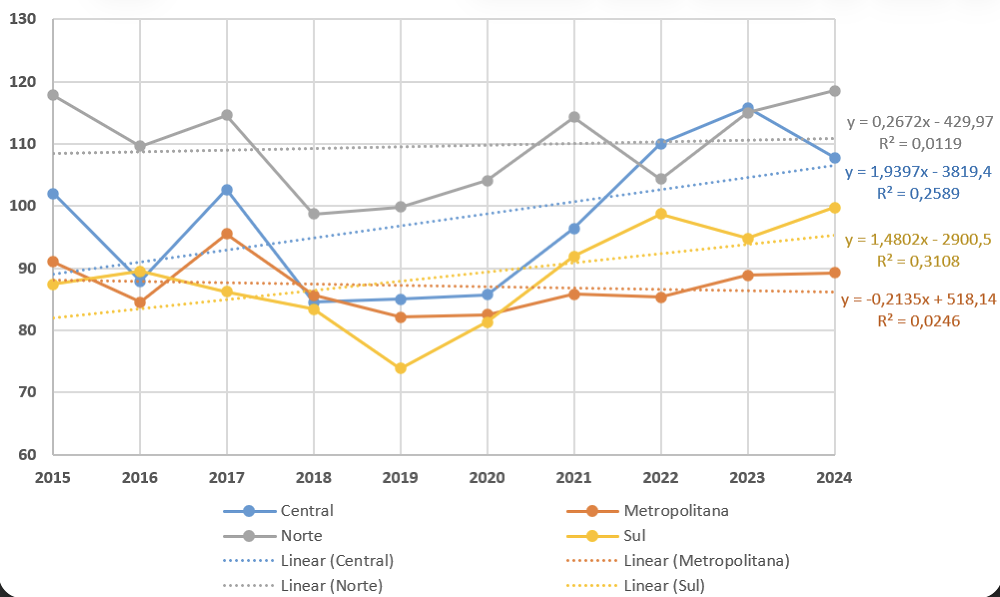 130
120
110
100
90
80
70
60
y = 0,2672x - 429,97
R² = 0,0119
y = 1,9397x - 3819,4
R² = 0,2589
y = 1,4802x - 2900,5
R² = 0,3108
y = -0,2135x + 518,14
R² = 0,0246
2015 2016 2017 2018 2019 2020 2021 2022 2023 2024
Central Metropolitana
Norte Sul
Linear (Central) Linear (Metropolitana)
Linear (Norte) Linear (Sul)